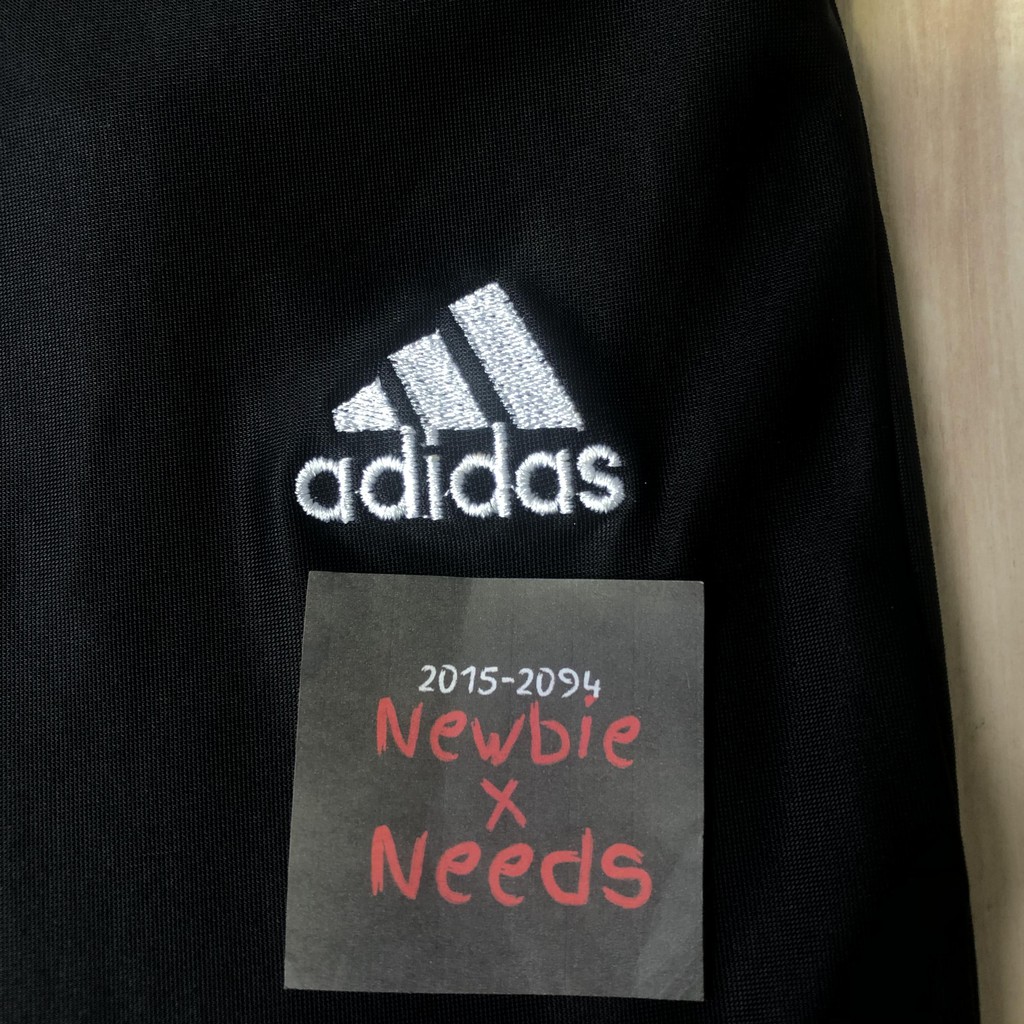 adidas
2015-2094
Newbie
x
Needs